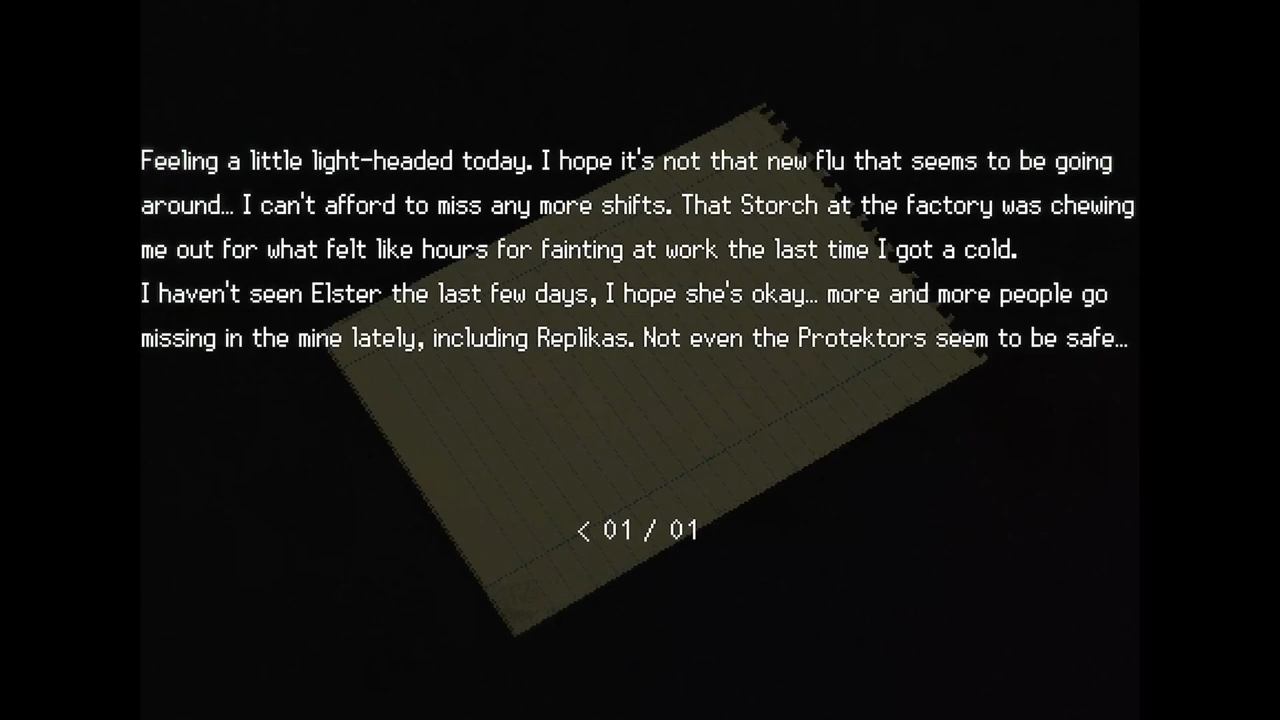 Feeling a little light-headed today. I hope it's not that new flu that seems to be going
around… I can't afford to miss any more shifts. That Storch at the factory was chewing
me out for what felt like hours for fainting at work the last time I got a cold.
I haven't seen Elster the last few days, I hope she's okay… more and more people go
missing in the mine lately, including Replikas. Not even the Protektors seem to be safe…
< 01 / 01